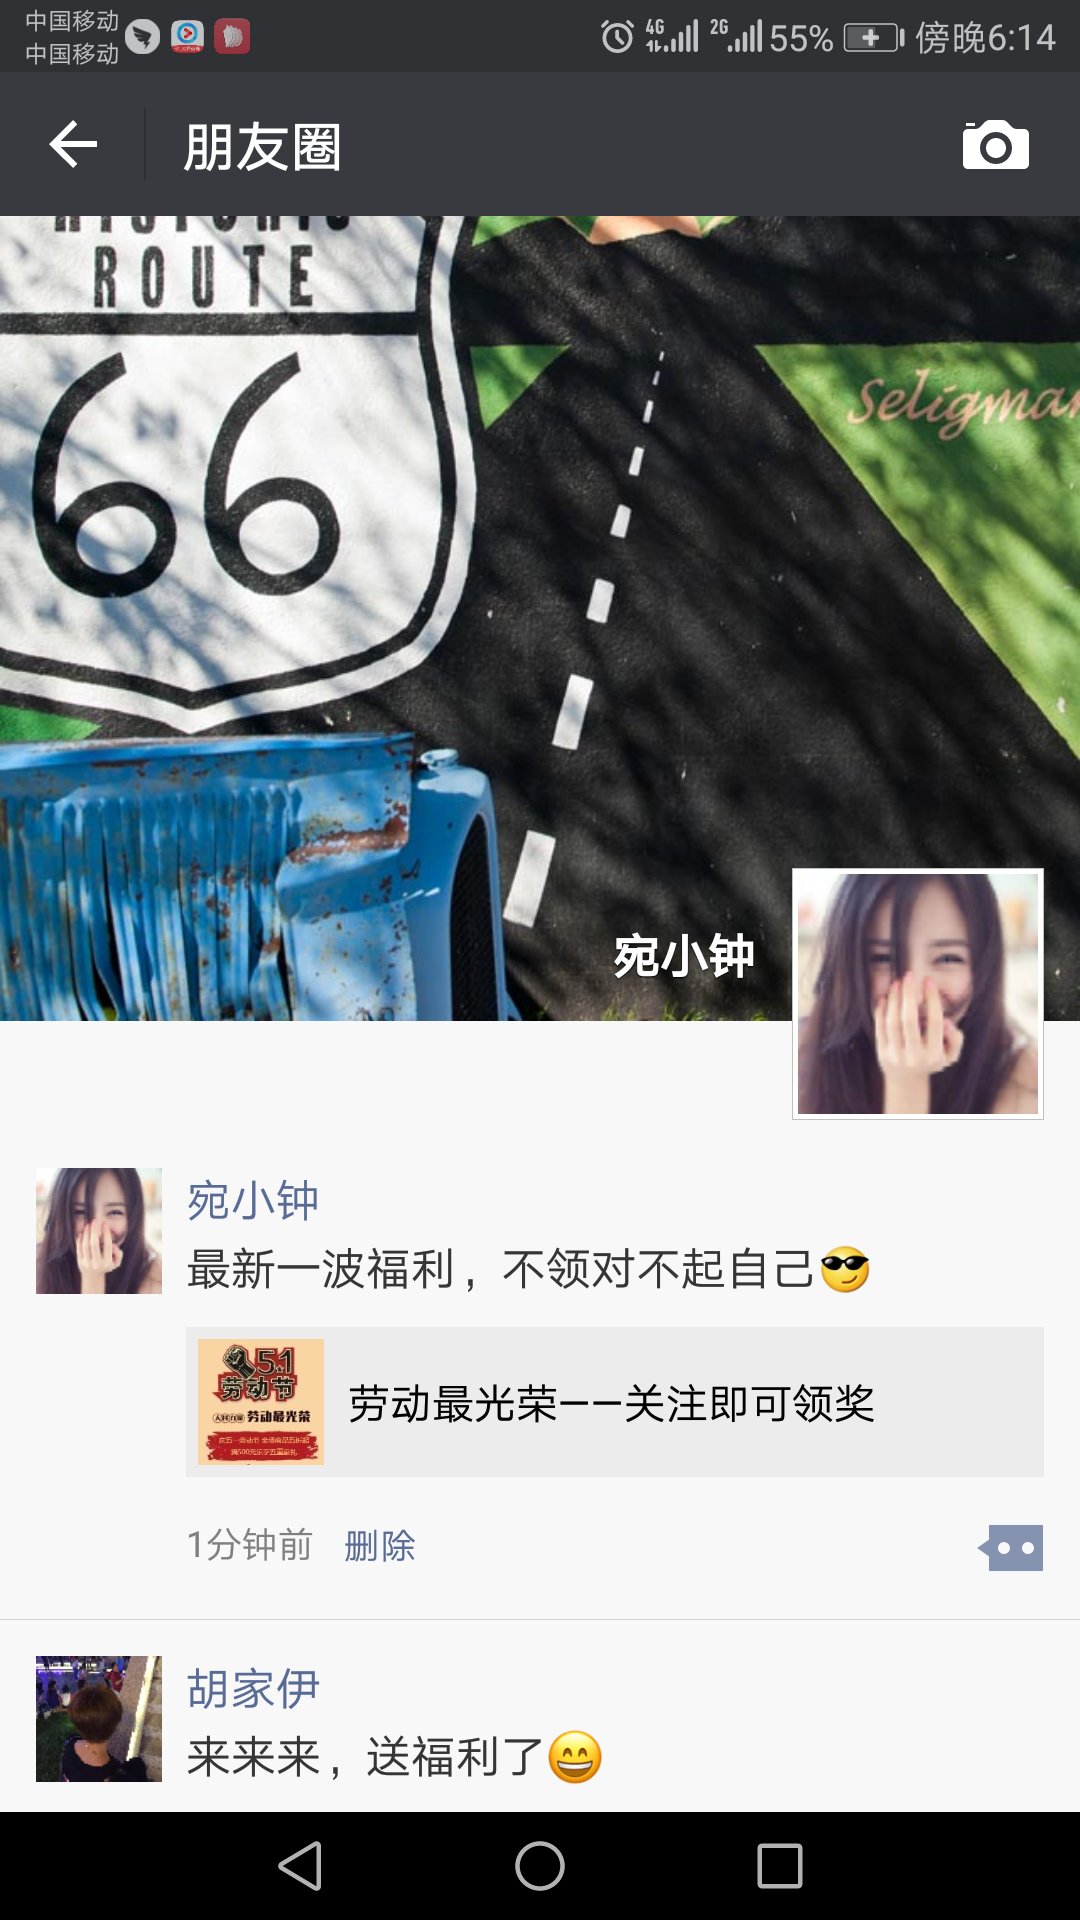 中国移动
中国移动
4G
2G
55%
傍晚6:14
朋友圈
HISTORIC
ROUTE
66
Seligman
宛小钟
宛小钟
最新一波福利，不领对不起自己
5.1
劳动节
劳动最光荣
劳动最光荣——关注即可领奖
1分钟前 删除
胡家伊
来来来，送福利了